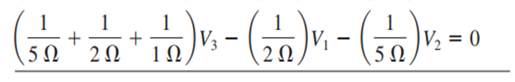 (1/5 Ω + 1/2 Ω + 1/1 Ω)V₃ − (1/2 Ω)V₁ − (1/5 Ω)V₂ = 0